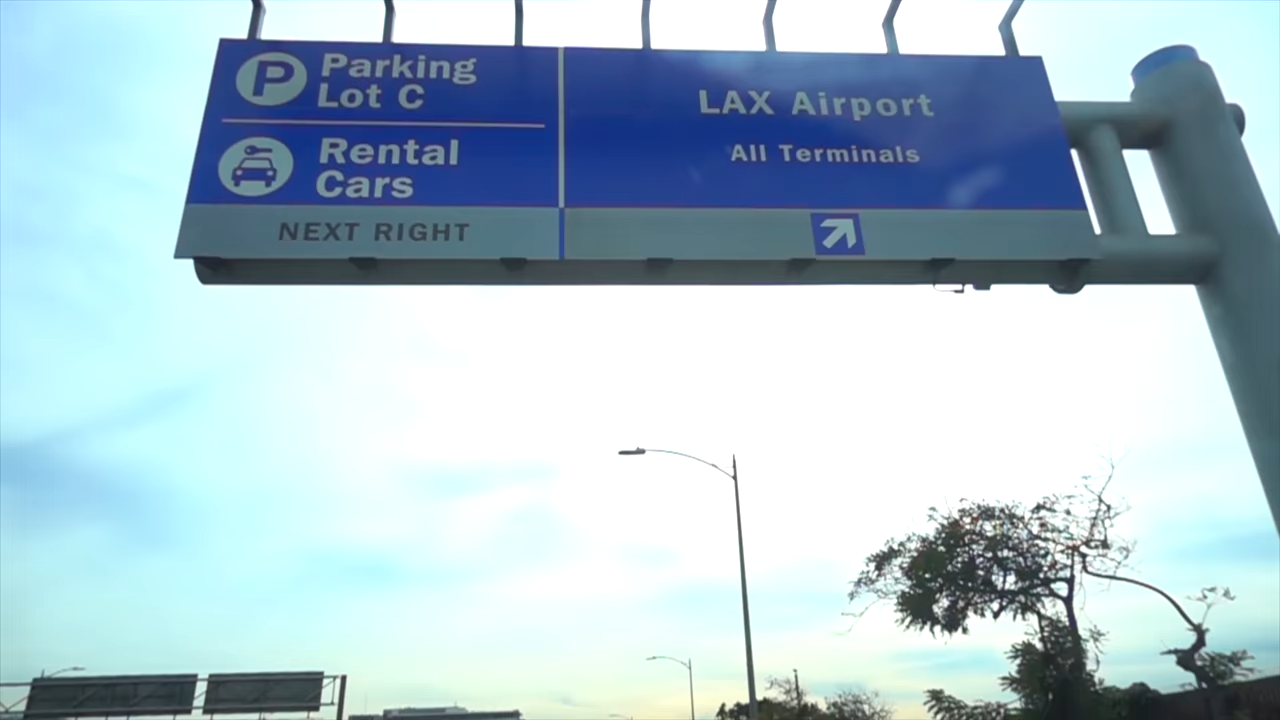 P
Parking
Lot C
Rental
Cars
NEXT RIGHT
LAX Airport
All Terminals